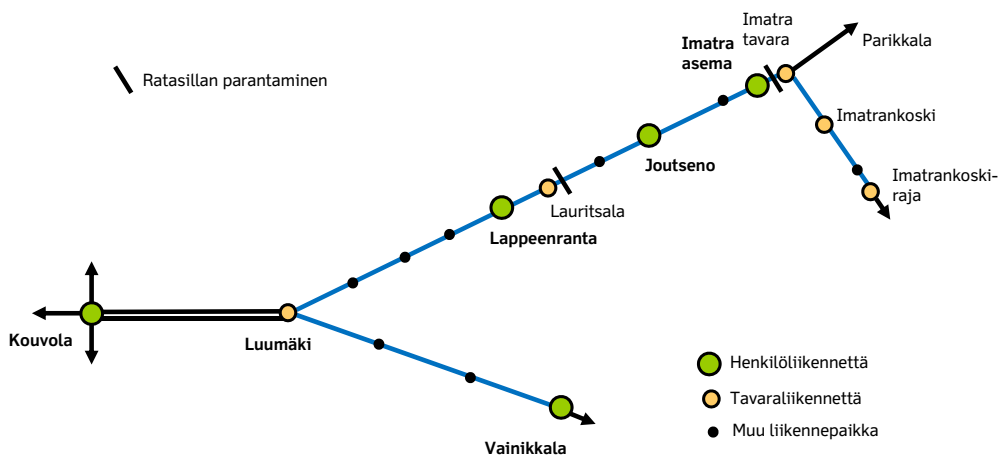 Imatra
tavara
Imatra
asema
Parikkala
Ratasillan parantaminen
Imatrankoski
Joutseno
Imatrankoski-
raja
Lauritsala
Lappeenranta
Kouvola
Luumäki
Vainikkala
Henkilöliikennettä
Tavaraliikennettä
Muu liikennepaikka